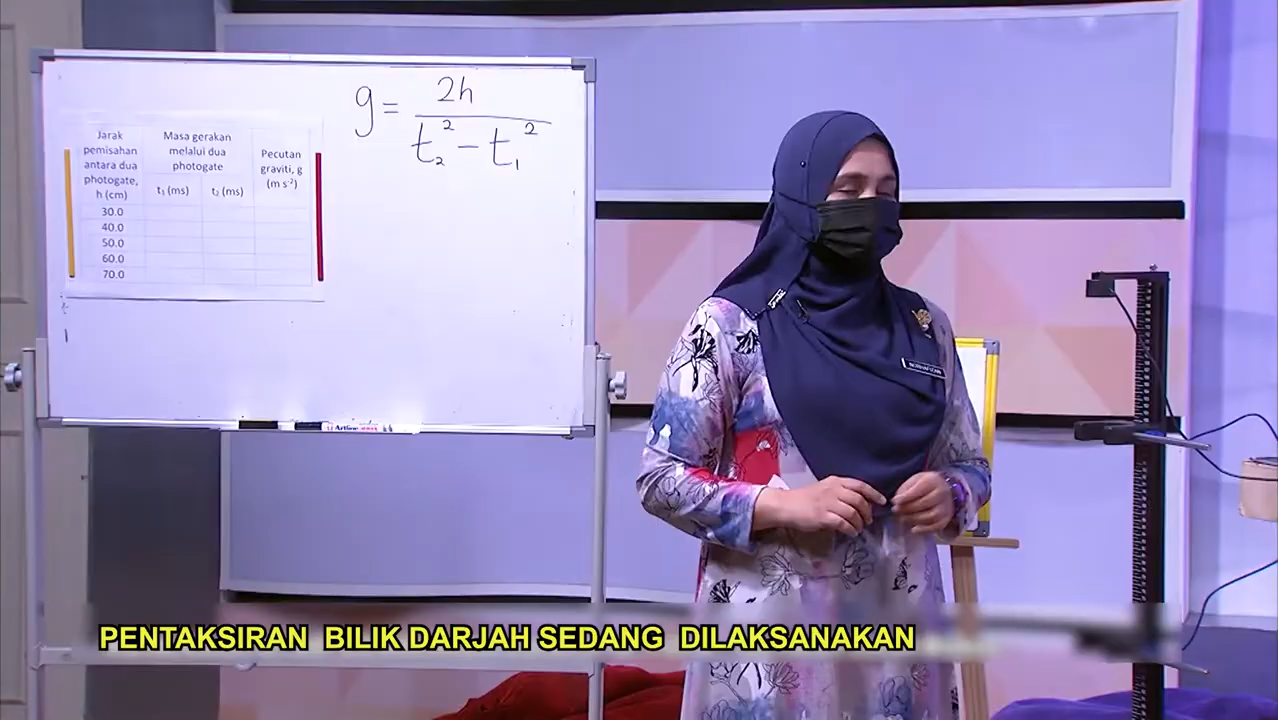 g = 2h / t₂² − t₁²
Jarak pemisahan antara dua photogate, h (cm)
Masa gerakan melalui dua photogate
t₁ (ms)
t₂ (ms)
Pecutan graviti, g (m s⁻²)
30.0
40.0
50.0
60.0
70.0
Artline
PENTAKSIRAN BILIK DARJAH SEDANG DILAKSANAKAN